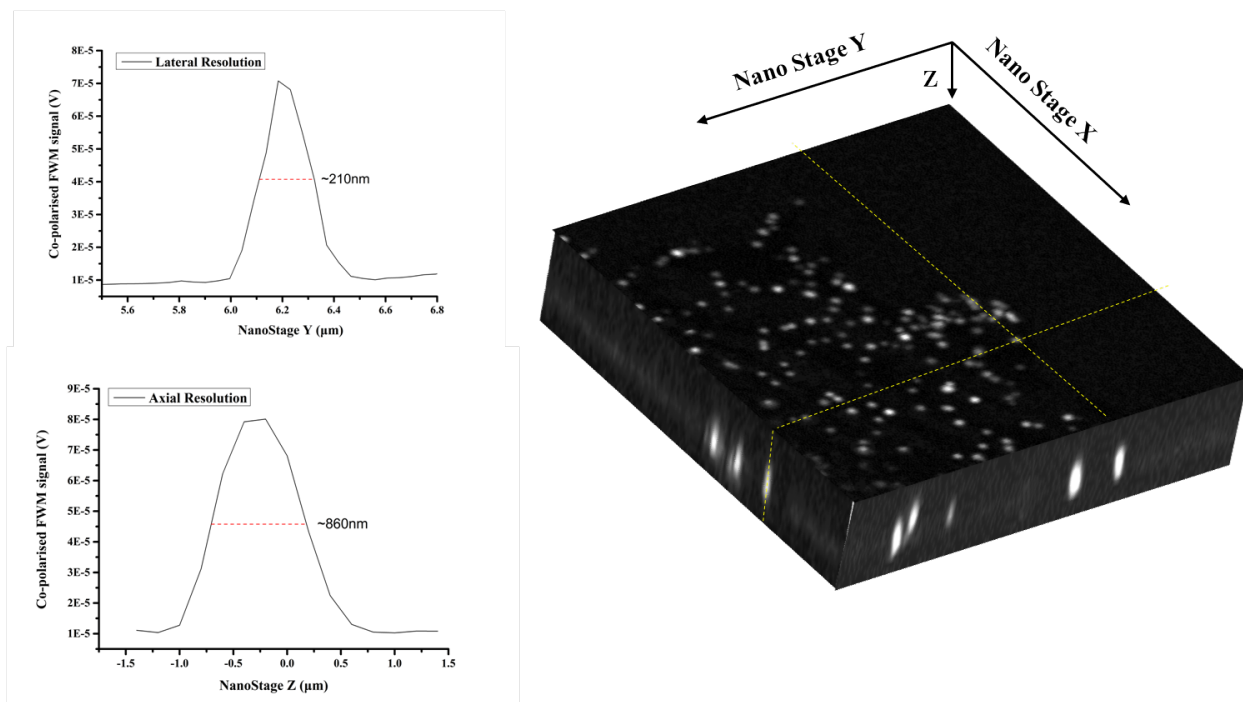 Lateral Resolution
Co-polarised FWM signal (V)
8E-5
7E-5
6E-5
5E-5
4E-5
3E-5
2E-5
1E-5
~210nm
5.6
5.8
6.0
6.2
6.4
6.6
6.8
NanoStage Y (μm)
Axial Resolution
Co-polarised FWM signal (V)
9E-5
8E-5
7E-5
6E-5
5E-5
4E-5
3E-5
2E-5
1E-5
~860nm
-1.5
-1.0
-0.5
0.0
0.5
1.0
1.5
NanoStage Z (μm)
Nano Stage Y
Z
Nano Stage X